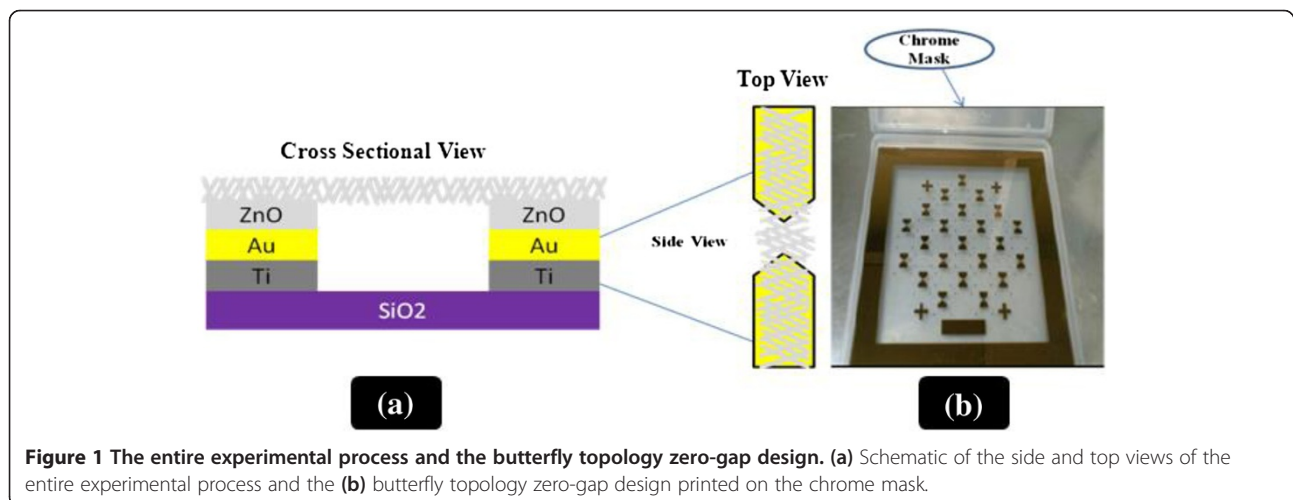 Chrome
Mask
Top View
Cross Sectional View
ZnO
ZnO
Au
Au
Side View
Ti
Ti
SiO2
(a)
(b)
Figure 1 The entire experimental process and the butterfly topology zero-gap design. (a) Schematic of the side and top views of the
entire experimental process and the (b) butterfly topology zero-gap design printed on the chrome mask.